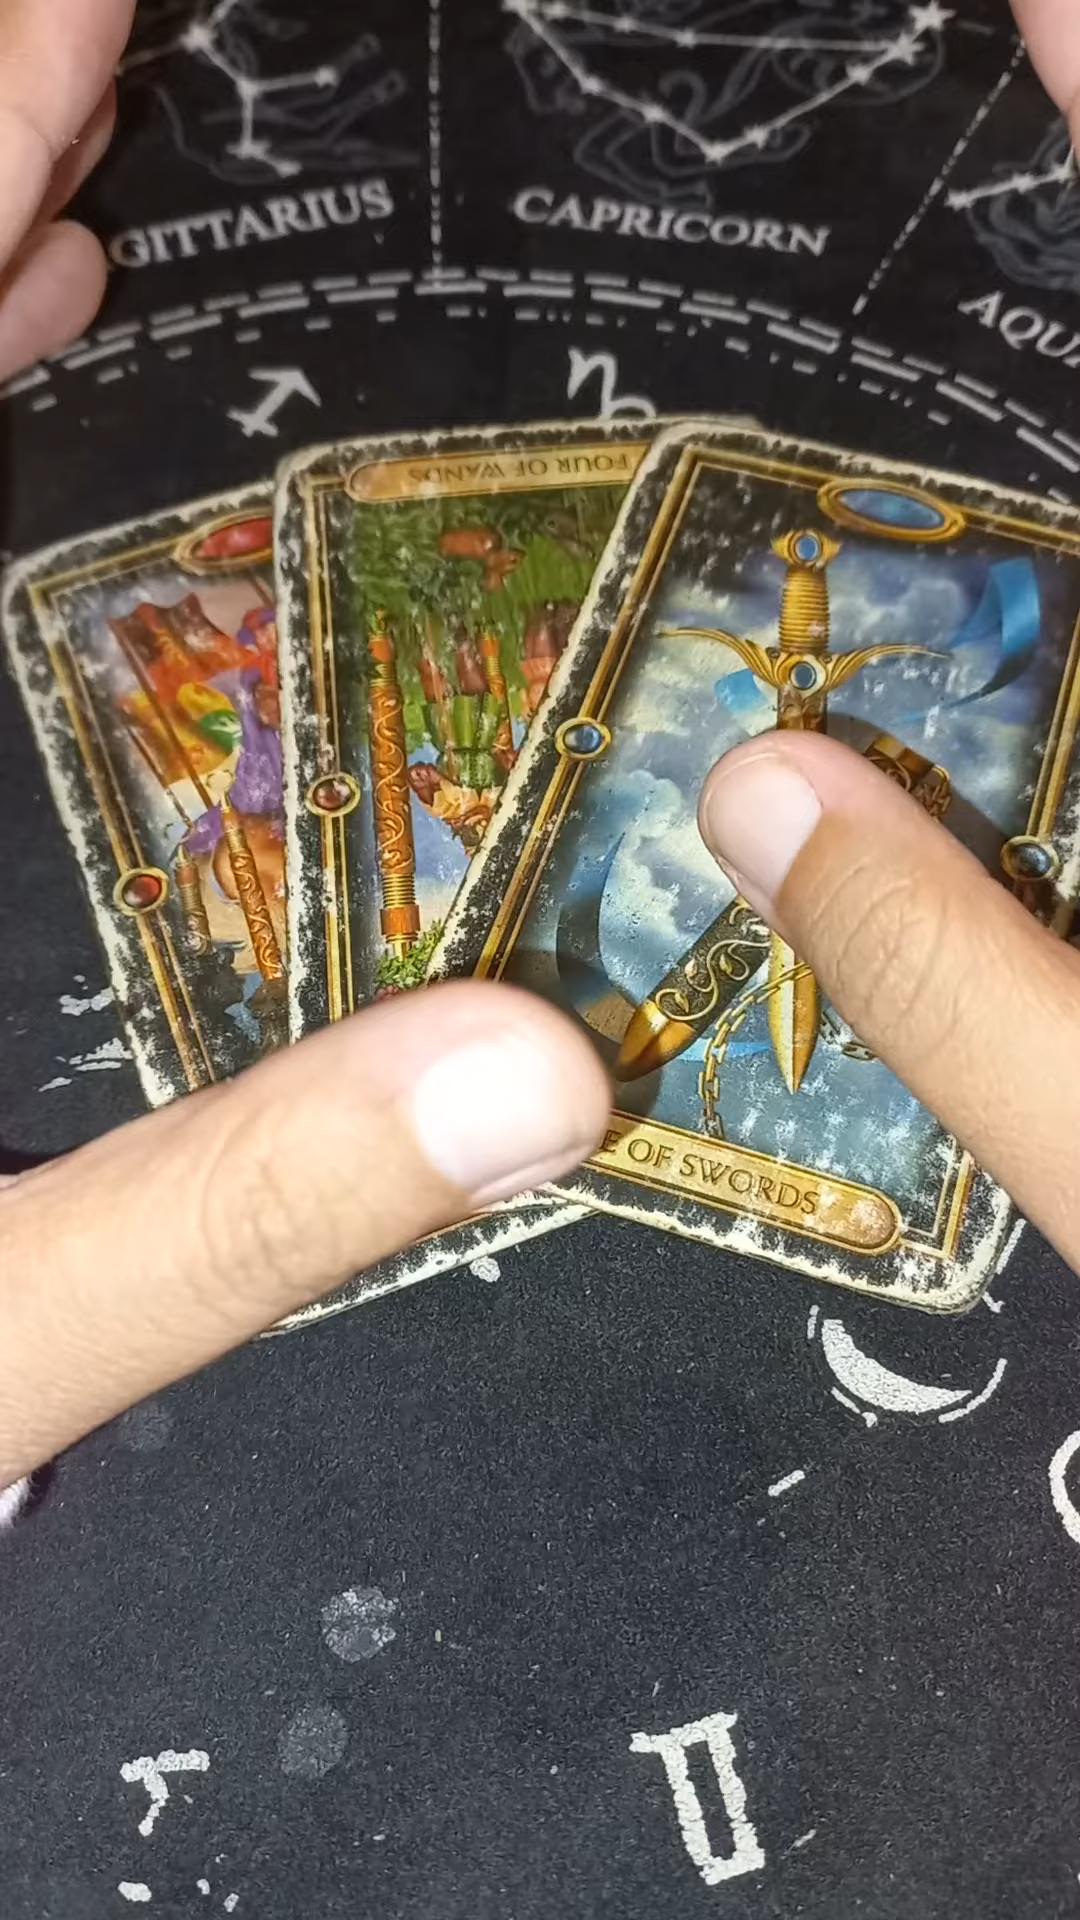 GITTARIUS
CAPRICORN
AQU
FOUR OF WANDS
E OF SWORDS